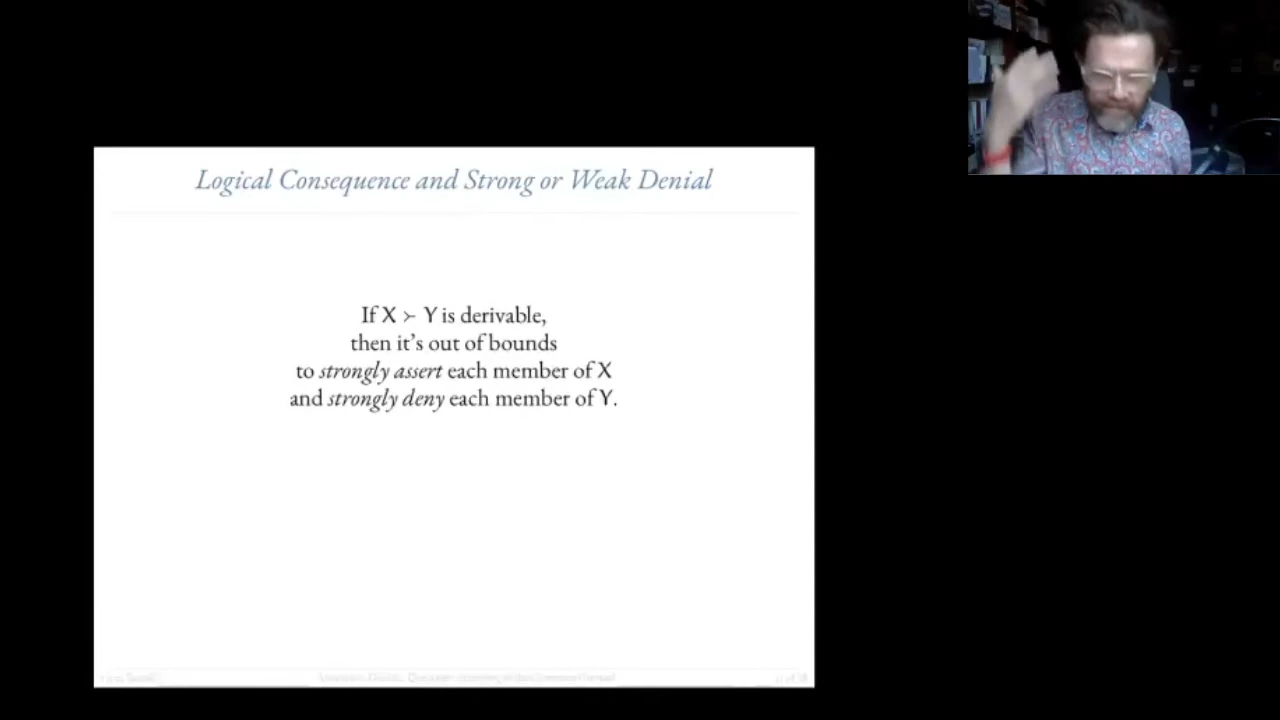 Logical Consequence and Strong or Weak Denial
If X ≻ Y is derivable,
then it's out of bounds
to strongly assert each member of X
and strongly deny each member of Y.